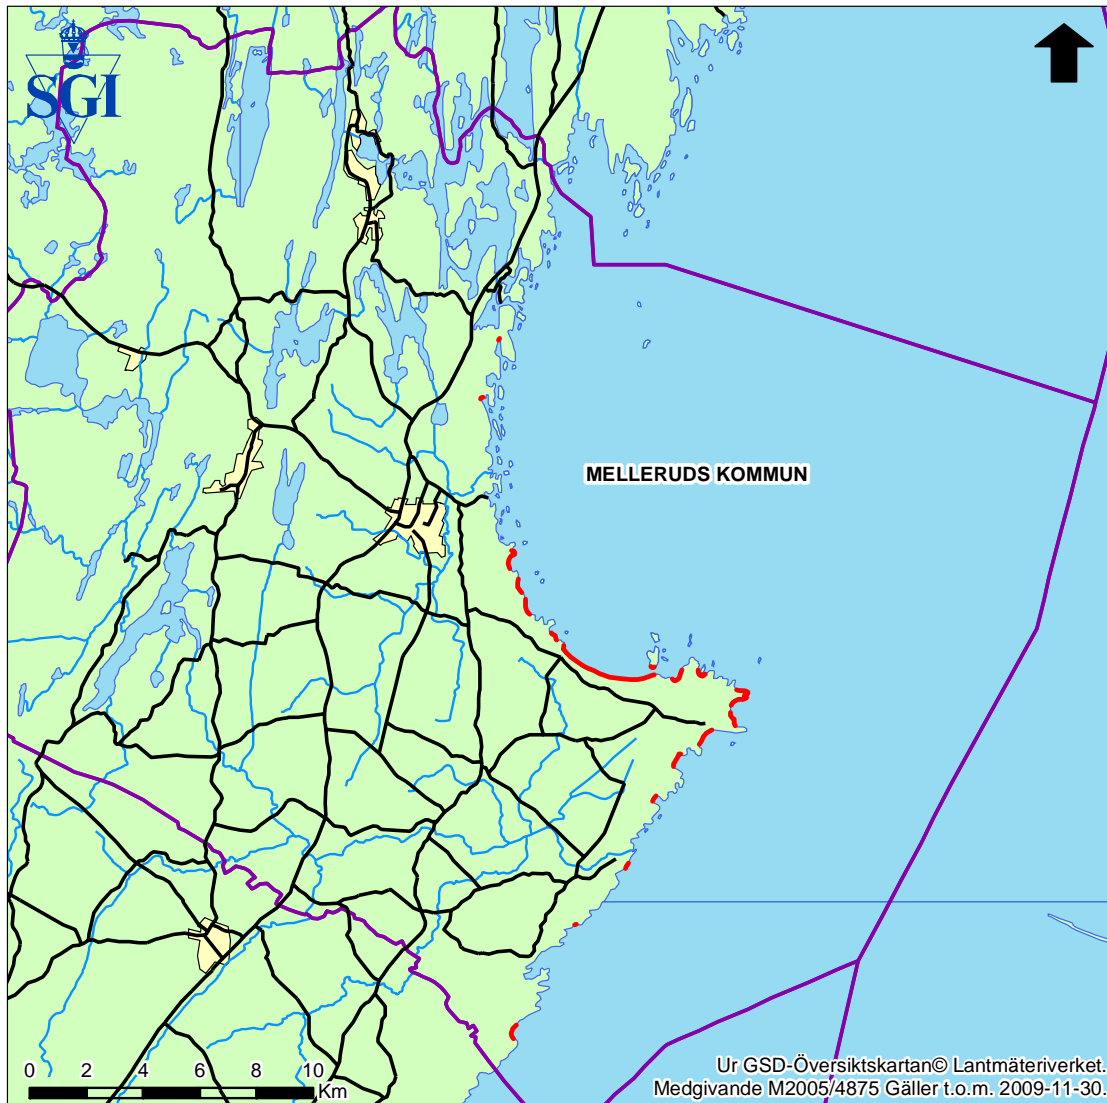 SGI
MELLERUDS KOMMUN
0 2 4 6 8 10
Km
Ur GSD-Översiktskartan© Lantmäteriverket.
Medgivande M2005/4875 Gäller t.o.m. 2009-11-30.